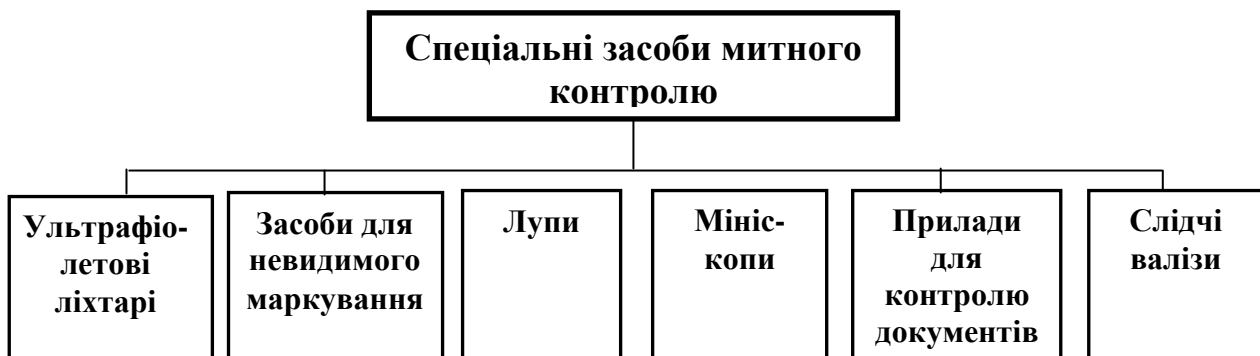 Спеціальні засоби митного
контролю
Ультрафіо-
летові
ліхтарі
Засоби для
невидимого
маркування
Лупи
Мініс-
копи
Прилади
для
контролю
документів
Слідчі
валізи